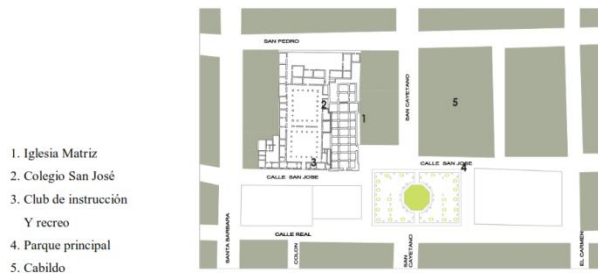 1. Iglesia Matriz
2. Colegio San José
3. Club de instrucción
Y recreo
4. Parque principal
5. Cabildo
SAN PEDRO
SAN CAYETANO
2
1
5
3
4
CALLE SAN JOSE
CALLE SAN JOSE
SANTA BARBARA
CALLE REAL
COLON
SAN CAYETANO
EL CARMEN